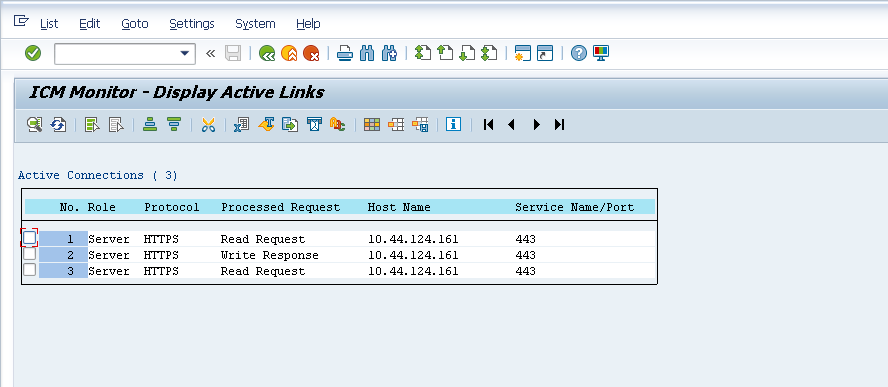 List Edit Goto Settings System Help
ICM Monitor - Display Active Links
Active Connections ( 3)
No. Role Protocol Processed Request Host Name Service Name/Port
1 Server HTTPS Read Request 10.44.124.161 443
2 Server HTTPS Write Response 10.44.124.161 443
3 Server HTTPS Read Request 10.44.124.161 443